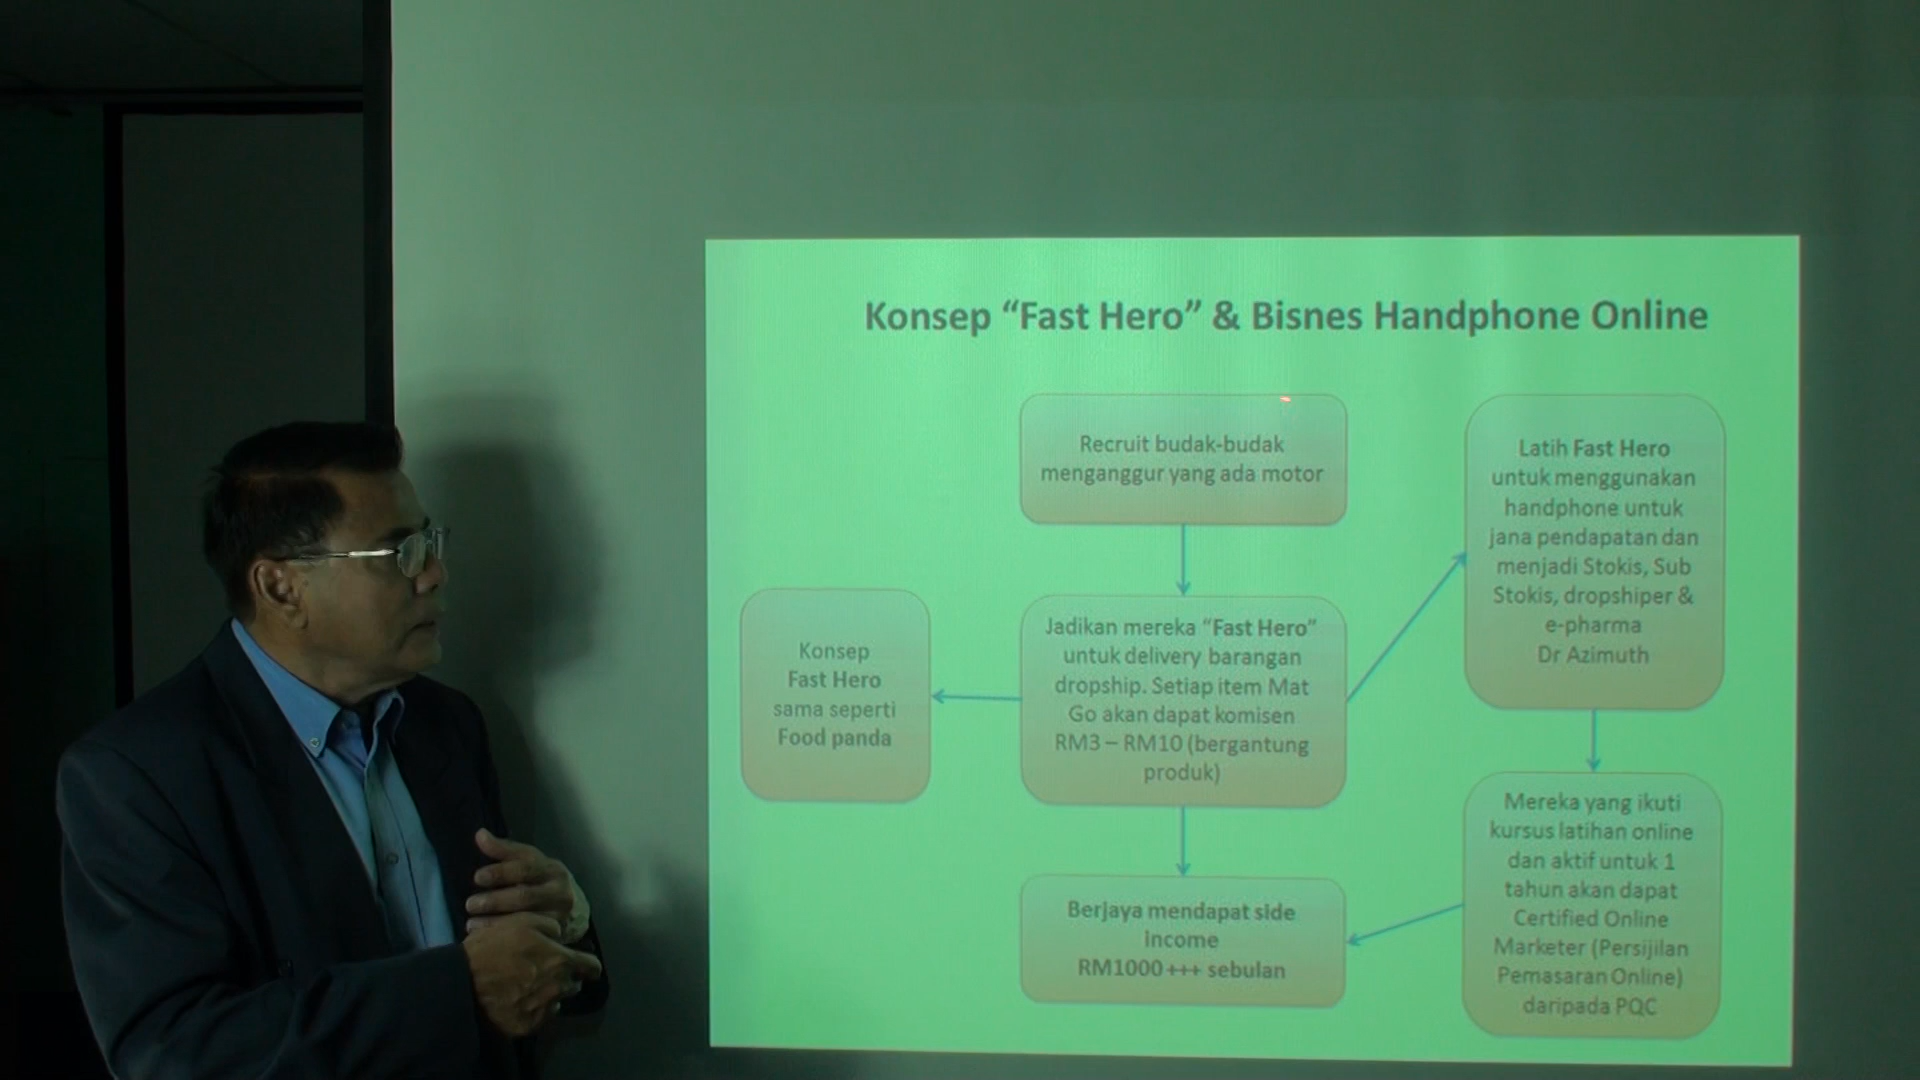 Konsep “Fast Hero” & Bisnes Handphone Online
Recruit budak-budak
menganggur yang ada motor
Jadikan mereka “Fast Hero”
untuk delivery barangan
dropship. Setiap item Mat
Go akan dapat komisen
RM3 – RM10 (bergantung
produk)
Konsep
Fast Hero
sama seperti
Food panda
Berjaya mendapat side
income
RM1000 +++ sebulan
Latih Fast Hero
untuk menggunakan
handphone untuk
jana pendapatan dan
menjadi Stokis, Sub
Stokis, dropshiper &
e-pharma
Dr Azimuth
Mereka yang ikuti
kursus latihan online
dan aktif untuk 1
tahun akan dapat
Certified Online
Marketer (Persijilan
Pemasaran Online)
daripada PQC